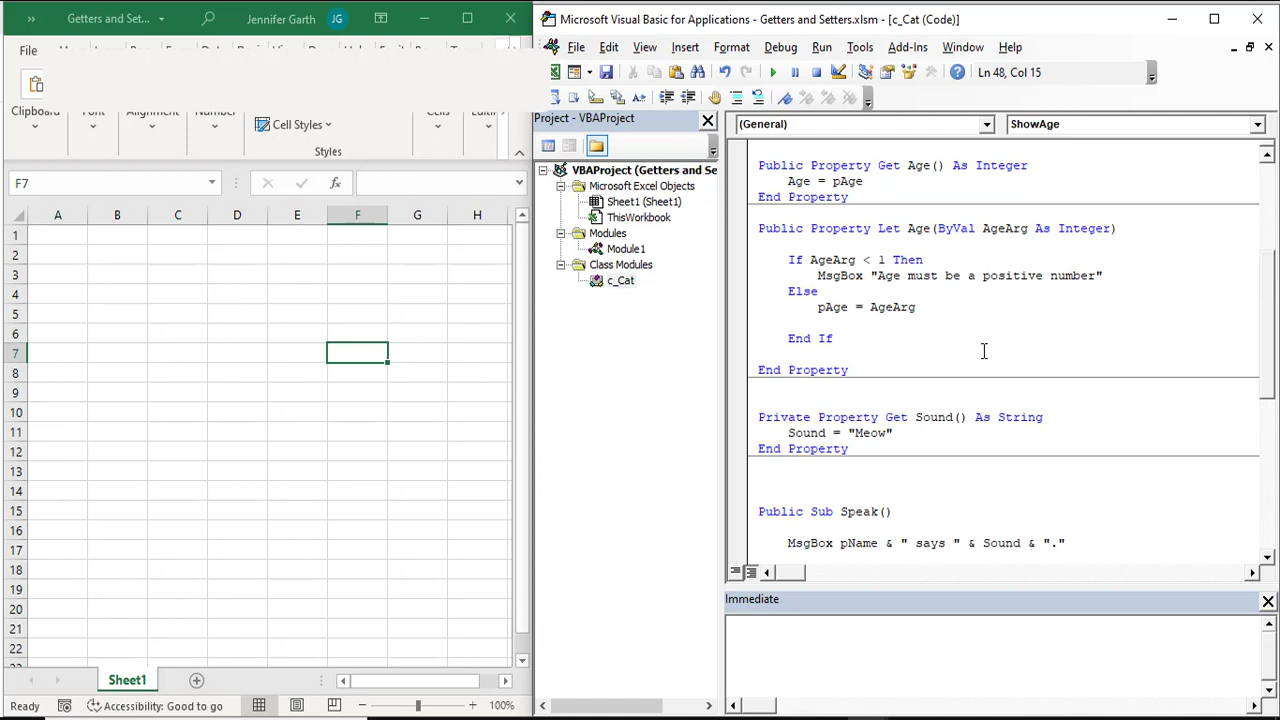 Getters and Set...
Jennifer Garth
JG
File
Clipboard
Font
Alignment
Number
Cell Styles
Styles
Cells
F7
A B C D E F G H
1
2
3
4
5
6
7
8
9
10
11
12
13
14
15
16
17
18
19
20
21
22
Sheet1
Ready
Accessibility: Good to go
100%
Microsoft Visual Basic for Applications - Getters and Setters.xlsm - [c_Cat (Code)]
File Edit View Insert Format Debug Run Tools Add-Ins Window Help
Ln 48, Col 15
Project - VBAProject
VBAProject (Getters and Se
Microsoft Excel Objects
Sheet1 (Sheet1)
ThisWorkbook
Modules
Module1
Class Modules
c_Cat
(General)
ShowAge
Public Property Get Age() As Integer
Age = pAge
End Property
Public Property Let Age(ByVal AgeArg As Integer)
If AgeArg < 1 Then
MsgBox "Age must be a positive number"
Else
pAge = AgeArg
End If
End Property
Private Property Get Sound() As String
Sound = "Meow"
End Property
Public Sub Speak()
MsgBox pName & " says " & Sound & "."
Immediate